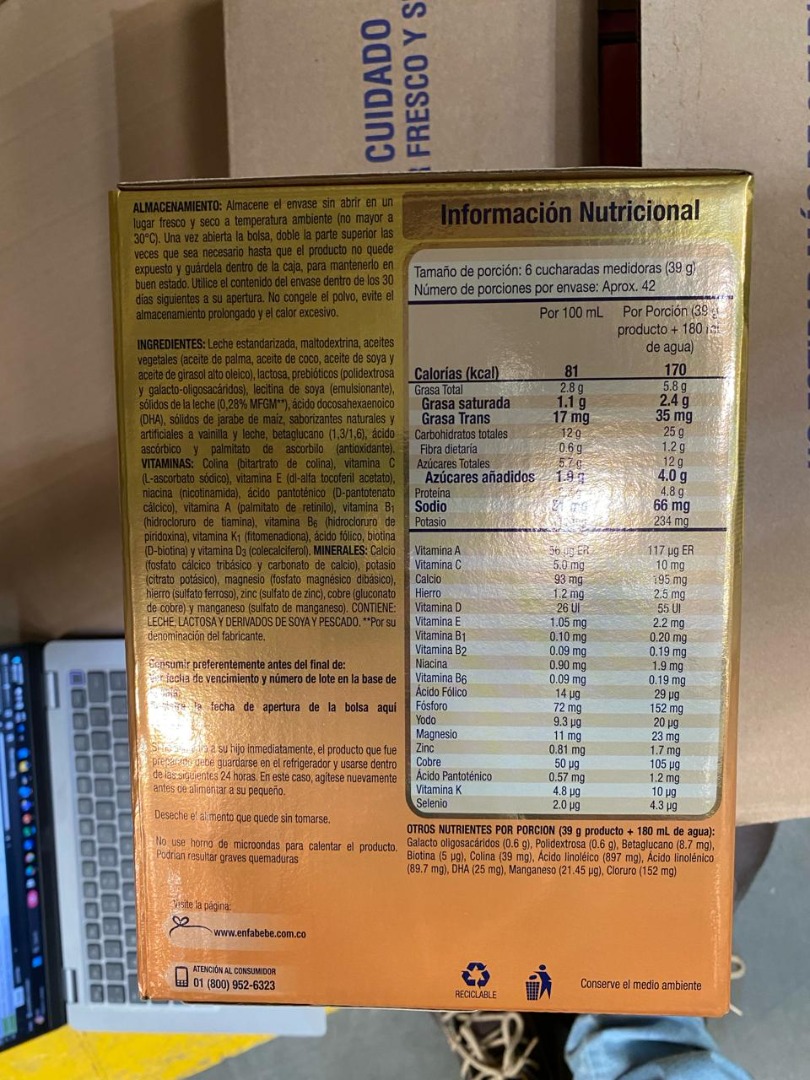 CUIDADO
FRESCO Y S
ALMACENAMIENTO: Almacene el envase sin abrir en un
lugar fresco y seco a temperatura ambiente (no mayor a
30°C). Una vez abierta la bolsa, doble la parte superior las
veces que sea necesario hasta que el producto no quede
expuesto y guárdela dentro de la caja, para mantenerlo en
buen estado. Utilice el contenido del envase dentro de los 30
días siguientes a su apertura. No congele el polvo, evite el
almacenamiento prolongado y el calor excesivo.
INGREDIENTES: Leche estandarizada, maltodextrina, aceites
vegetales (aceite de palma, aceite de coco, aceite de soya y
aceite de girasol alto oleico), lactosa, prebióticos (polidextrosa
y galacto-oligosacáridos), lecitina de soya (emulsionante),
sólidos de la leche (0,28% MFGM**), ácido docosahexaenoico
(DHA), sólidos de jarabe de maíz, saborizantes naturales y
artificiales a vainilla y leche, betaglucano (1,3/1,6), ácido
ascórbico y palmitato de ascorbilo (antioxidante).
VITAMINAS: Colina (bitartrato de colina), vitamina C
(L-ascorbato sódico), vitamina E (dl-alfa tocoferil acetato),
niacina (nicotinamida), ácido pantoténico (D-pantotenato
cálcico), vitamina A (palmitato de retinilo), vitamina B1
(hidrocloruro de tiamina), vitamina B6 (hidrocloruro de
piridoxina), vitamina K1 (fitomenadiona), ácido fólico, biotina
(D-biotina) y vitamina D3 (colecalciferol). MINERALES: Calcio
(fosfato cálcico tribásico y carbonato de calcio), potasio
(citrato potásico), magnesio (fosfato magnésico dibásico),
hierro (sulfato ferroso), zinc (sulfato de zinc), cobre (gluconato
de cobre) y manganeso (sulfato de manganeso). CONTIENE:
LECHE, LACTOSA Y DERIVADOS DE SOYA Y PESCADO. **Por su
denominación del fabricante.
Consumir preferentemente antes del final de:
Ver fecha de vencimiento y número de lote en la base de
la fecha de apertura de la bolsa aquí
a su hijo inmediatamente, el producto que fue
preparado debe guardarse en el refrigerador y usarse dentro
de las siguientes 24 horas. En este caso, agítese nuevamente
antes de alimentar a su pequeño.
Deseche el alimento que quede sin tomarse.
No use horno de microondas para calentar el producto.
Podrían resultar graves quemaduras
Visite la página:
www.enfabebe.com.co
ATENCIÓN AL CONSUMIDOR
01 (800) 952-6323
Información Nutricional
Tamaño de porción: 6 cucharadas medidoras (39 g)
Número de porciones por envase: Aprox. 42
Por 100 mL Por Porción (39 g
producto + 180 mL
de agua)
Calorías (kcal) 81 170
Grasa Total 2.8 g 5.8 g
Grasa saturada 1.1 g 2.4 g
Grasa Trans 17 mg 35 mg
Carbohidratos totales 12 g 25 g
Fibra dietaria 0.6 g 1.2 g
Azúcares Totales 5.7 g 12 g
Azúcares añadidos 1.9 g 4.0 g
Proteína 4.8 g
Sodio mg 66 mg
Potasio 234 mg
Vitamina A 56 µg ER 117 µg ER
Vitamina C 5.0 mg 10 mg
Calcio 93 mg 195 mg
Hierro 1.2 mg 2.5 mg
Vitamina D 26 UI 55 UI
Vitamina E 1.05 mg 2.2 mg
Vitamina B1 0.10 mg 0.20 mg
Vitamina B2 0.09 mg 0.19 mg
Niacina 0.90 mg 1.9 mg
Vitamina B6 0.09 mg 0.19 mg
Ácido Fólico 14 µg 29 µg
Fósforo 72 mg 152 mg
Yodo 9.3 µg 20 µg
Magnesio 11 mg 23 mg
Zinc 0.81 mg 1.7 mg
Cobre 50 µg 105 µg
Ácido Pantoténico 0.57 mg 1.2 mg
Vitamina K 4.8 µg 10 µg
Selenio 2.0 µg 4.3 µg
OTROS NUTRIENTES POR PORCION (39 g producto + 180 mL de agua):
Galacto oligosacáridos (0.6 g), Polidextrosa (0.6 g), Betaglucano (8.7 mg),
Biotina (5 µg), Colina (39 mg), Ácido linoléico (897 mg), Ácido linolénico
(89.7 mg), DHA (25 mg), Manganeso (21.45 µg), Cloruro (152 mg)
RECICLABLE
Conserve el medio ambiente